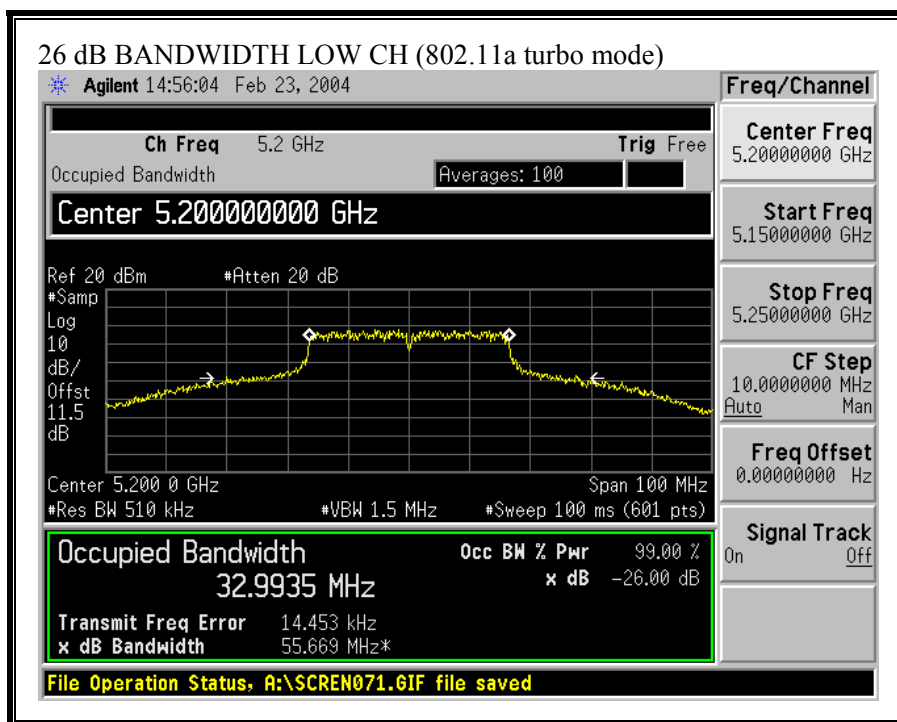 26 dB BANDWIDTH LOW CH (802.11a turbo mode)
Agilent 14:56:04 Feb 23, 2004
Freq/Channel
Ch Freq 5.2 GHz Trig Free
Occupied Bandwidth Averages: 100
Center 5.200000000 GHz
Ref 20 dBm #Atten 20 dB
#Samp
Log
10
dB/
Offst
11.5
dB
Center 5.200 0 GHz Span 100 MHz
#Res BW 510 kHz #VBW 1.5 MHz #Sweep 100 ms (601 pts)
Occupied Bandwidth Occ BW % Pwr 99.00 %
32.9935 MHz x dB -26.00 dB
Transmit Freq Error 14.453 kHz
x dB Bandwidth 55.669 MHz*
File Operation Status, A:\SCREN071.GIF file saved
Center Freq
5.20000000 GHz
Start Freq
5.15000000 GHz
Stop Freq
5.25000000 GHz
CF Step
10.0000000 MHz
Auto Man
Freq Offset
0.00000000 Hz
Signal Track
On Off